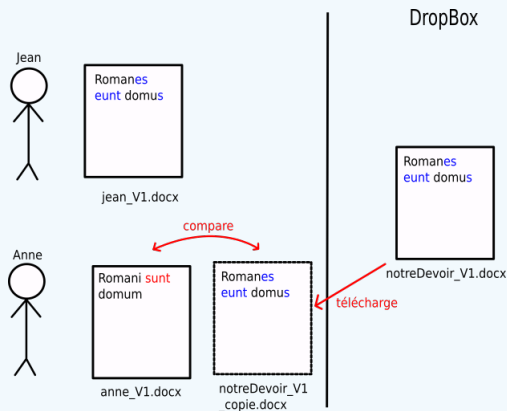 DropBox
Jean
Romanes
eunt domus
jean_V1.docx
Romanes
eunt domus
notreDevoir_V1.docx
compare
Anne
Romani sunt
domum
anne_V1.docx
Romanes
eunt domus
notreDevoir_V1
_copie.docx
télécharge